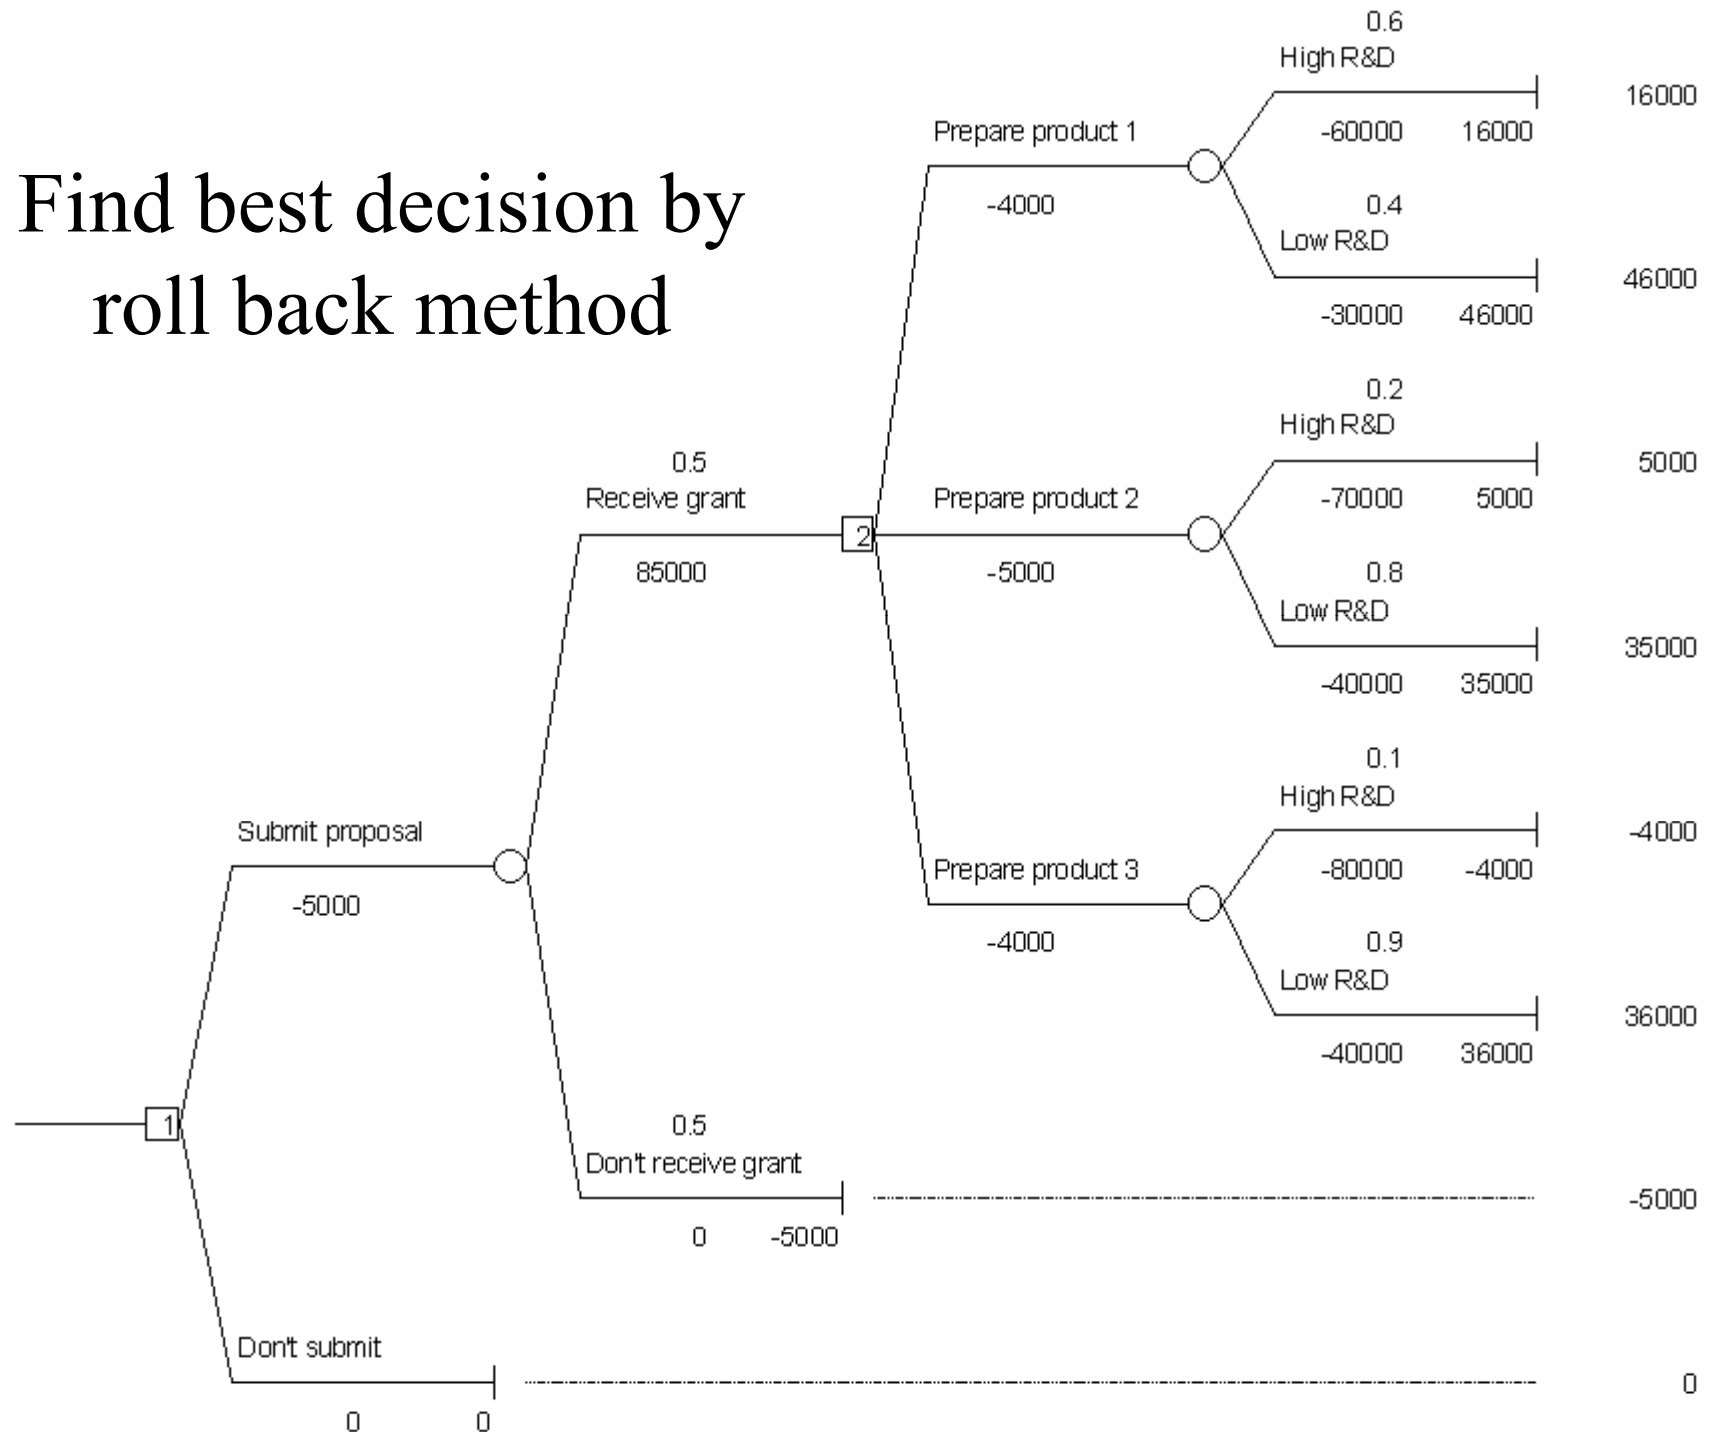 Find best decision by
roll back method
0.6
High R&D
16000
-60000 16000
Prepare product 1
-4000
0.4
Low R&D
46000
-30000 46000
0.2
High R&D
5000
-70000 5000
0.5
Receive grant
85000
2
Prepare product 2
-5000
0.8
Low R&D
35000
-40000 35000
0.1
High R&D
-4000
-80000 -4000
Submit proposal
-5000
Prepare product 3
-4000
0.9
Low R&D
36000
-40000 36000
1
0.5
Don't receive grant
-5000
0 -5000
Don't submit
0
0 0